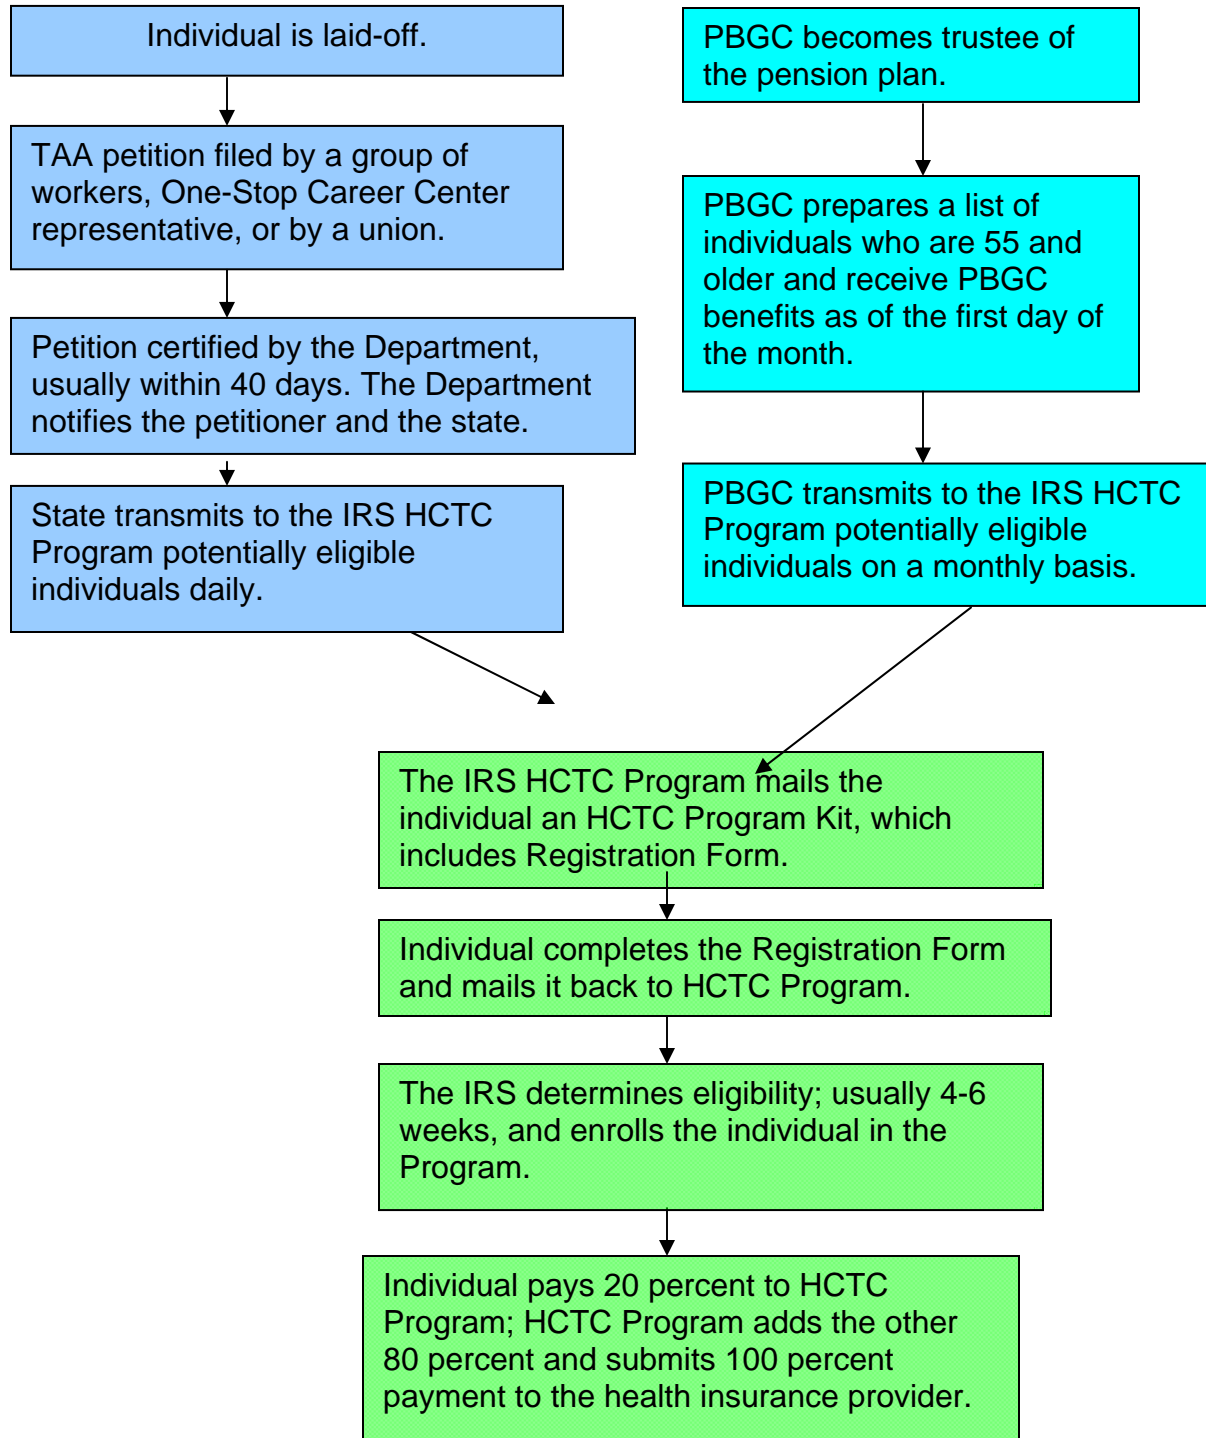 Individual is laid-off.
TAA petition filed by a group of
workers, One-Stop Career Center
representative, or by a union.
Petition certified by the Department,
usually within 40 days. The Department
notifies the petitioner and the state.
State transmits to the IRS HCTC
Program potentially eligible
individuals daily.
PBGC becomes trustee of
the pension plan.
PBGC prepares a list of
individuals who are 55 and
older and receive PBGC
benefits as of the first day of
the month.
PBGC transmits to the IRS HCTC
Program potentially eligible
individuals on a monthly basis.
The IRS HCTC Program mails the
individual an HCTC Program Kit, which
includes Registration Form.
Individual completes the Registration Form
and mails it back to HCTC Program.
The IRS determines eligibility; usually 4-6
weeks, and enrolls the individual in the
Program.
Individual pays 20 percent to HCTC
Program; HCTC Program adds the other
80 percent and submits 100 percent
payment to the health insurance provider.